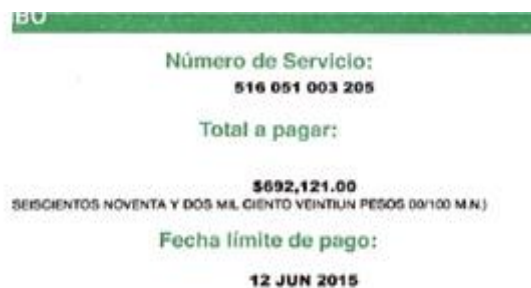 BO
Número de Servicio:
516 051 003 205
Total a pagar:
$692,121.00
SEISCIENTOS NOVENTA Y DOS MIL CIENTO VEINTIUN PESOS 00/100 M.N.)
Fecha límite de pago:
12 JUN 2015